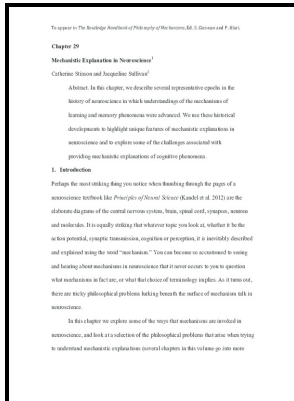 To appear in The Routledge Handbook of Philosophy of Mechanisms, Ed. S. Glennan and P. Illari.
Chapter 29
Mechanistic Explanation in Neuroscience¹
Catherine Stinson and Jacqueline Sullivan²
Abstract. In this chapter, we describe several representative epochs in the
history of neuroscience in which understandings of the mechanisms of
learning and memory phenomena were advanced. We use these historical
developments to highlight unique features of mechanistic explanations in
neuroscience and to explore some of the challenges associated with
providing mechanistic explanations of cognitive phenomena.
1. Introduction
Perhaps the most striking thing you notice when thumbing through the pages of a
neuroscience textbook like Principles of Neural Science (Kandel et al. 2012) are the
elaborate diagrams of the central nervous system, brain, spinal cord, synapses, neurons
and molecules. It is equally striking that whatever topic you look at, whether it be the
action potential, synaptic transmission, cognition or perception, it is inevitably described
and explained using the word “mechanism.” You can become so accustomed to seeing
and hearing about mechanisms in neuroscience that it never occurs to you to question
what mechanisms in fact are, or what that choice of terminology implies. As it turns out,
there are tricky philosophical problems lurking beneath the surface of mechanism talk in
neuroscience.
In this chapter we explore some of the ways that mechanisms are invoked in
neuroscience, and look at a selection of the philosophical problems that arise when trying
to understand mechanistic explanations (several chapters in this volume go into more